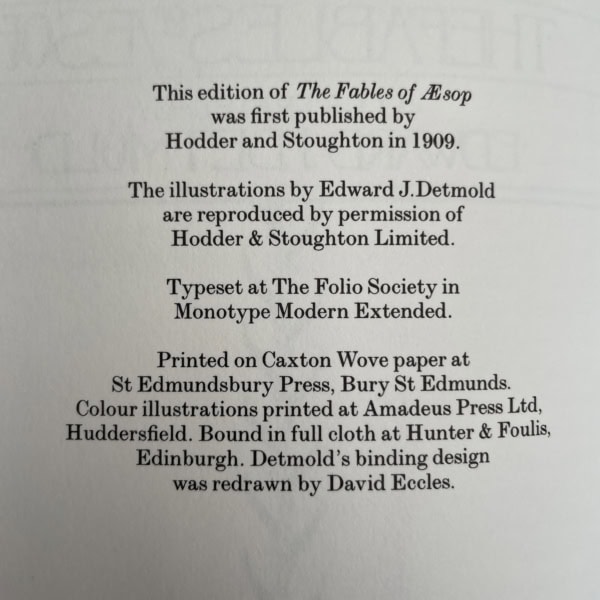 This edition of The Fables of Æsop
was first published by
Hodder and Stoughton in 1909.
The illustrations by Edward J.Detmold
are reproduced by permission of
Hodder & Stoughton Limited.
Typeset at The Folio Society in
Monotype Modern Extended.
Printed on Caxton Wove paper at
St Edmundsbury Press, Bury St Edmunds.
Colour illustrations printed at Amadeus Press Ltd,
Huddersfield. Bound in full cloth at Hunter & Foulis,
Edinburgh. Detmold's binding design
was redrawn by David Eccles.